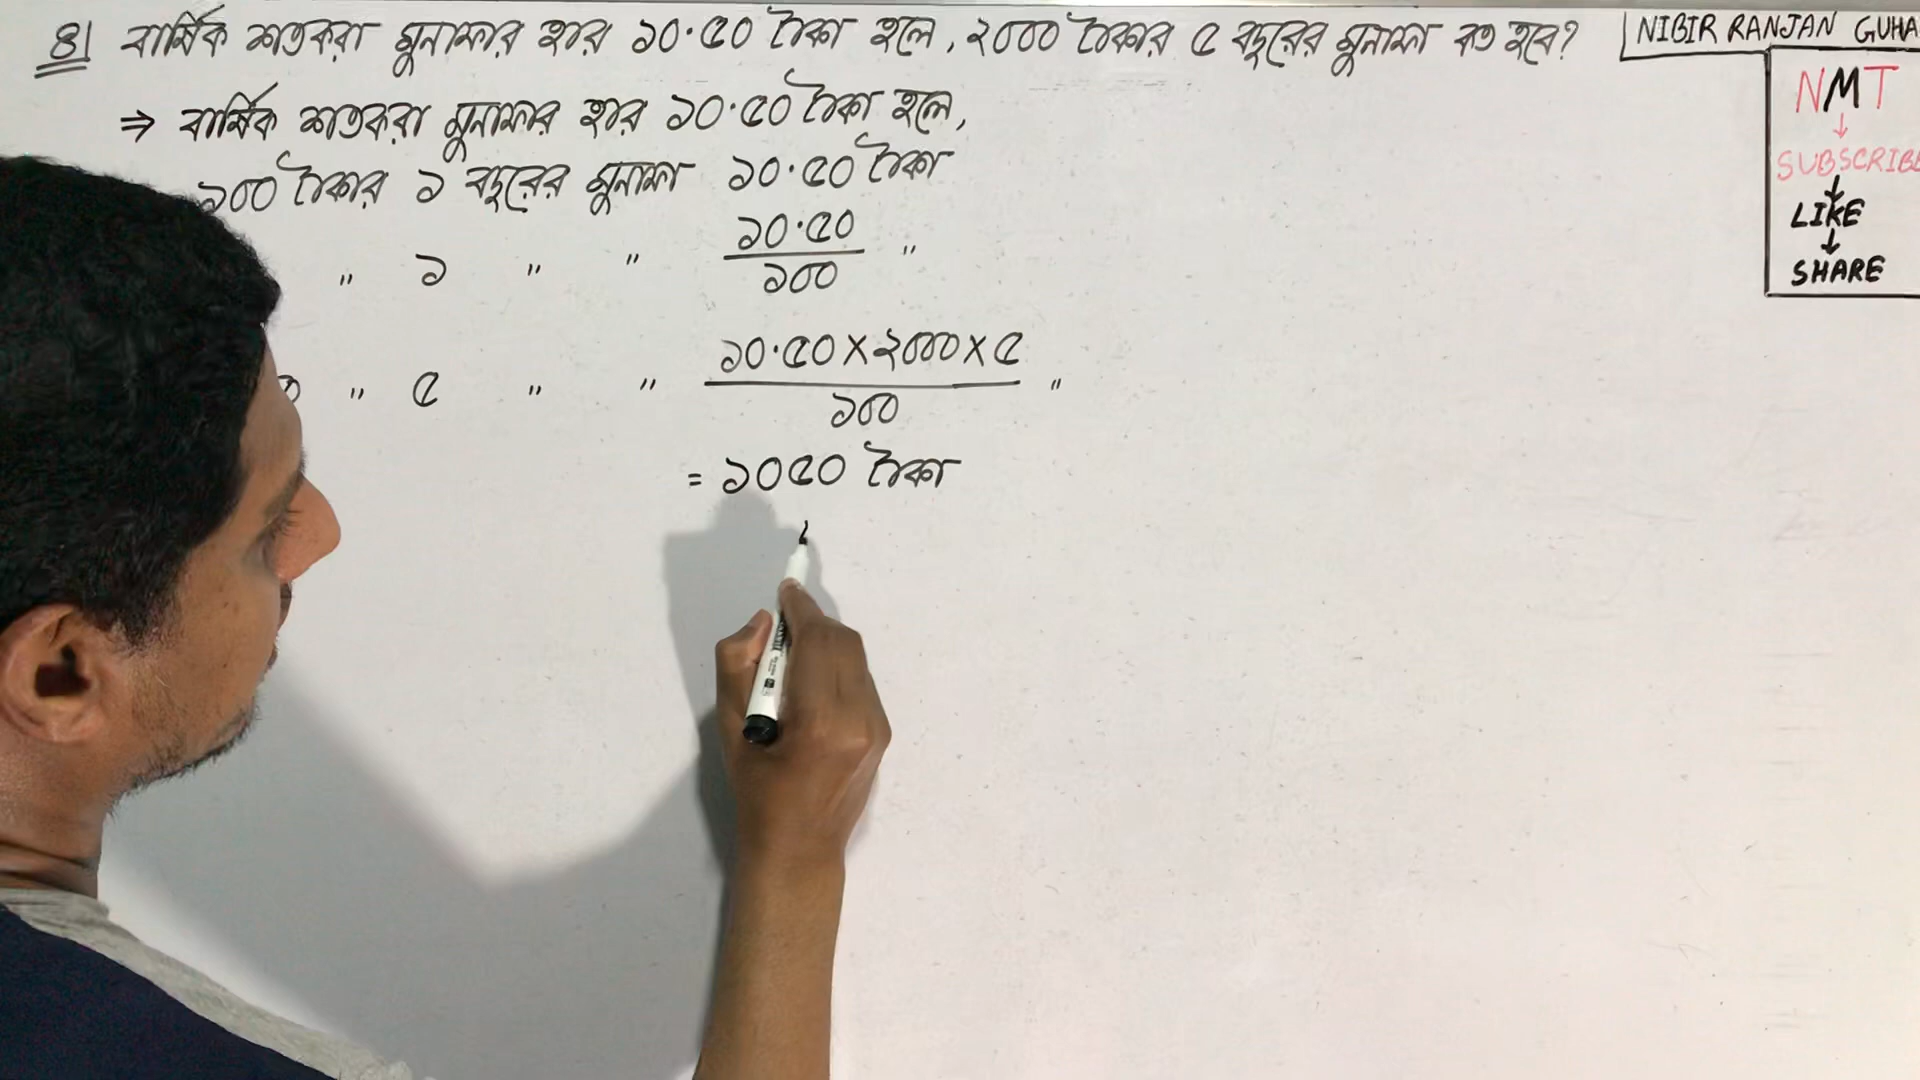 ৪। বার্ষিক শতকরা মুনাফার হার ১০.৫০ টাকা হলে, ২০০০ টাকার ৫ বছরের মুনাফা কত হবে?
⇒ বার্ষিক শতকরা মুনাফার হার ১০.৫০ টাকা হলে,
১০০ টাকার ১ বছরের মুনাফা ১০.৫০ টাকা
" ১ " " ১০.৫০/১০০ "
০ " ৫ " " ১০.৫০×২০০০×৫/১০০ "
= ১০৫০ টাকা
NIBIR RANJAN GUHA
NMT
↓
SUBSCRIBE
↓
LIKE
↓
SHARE